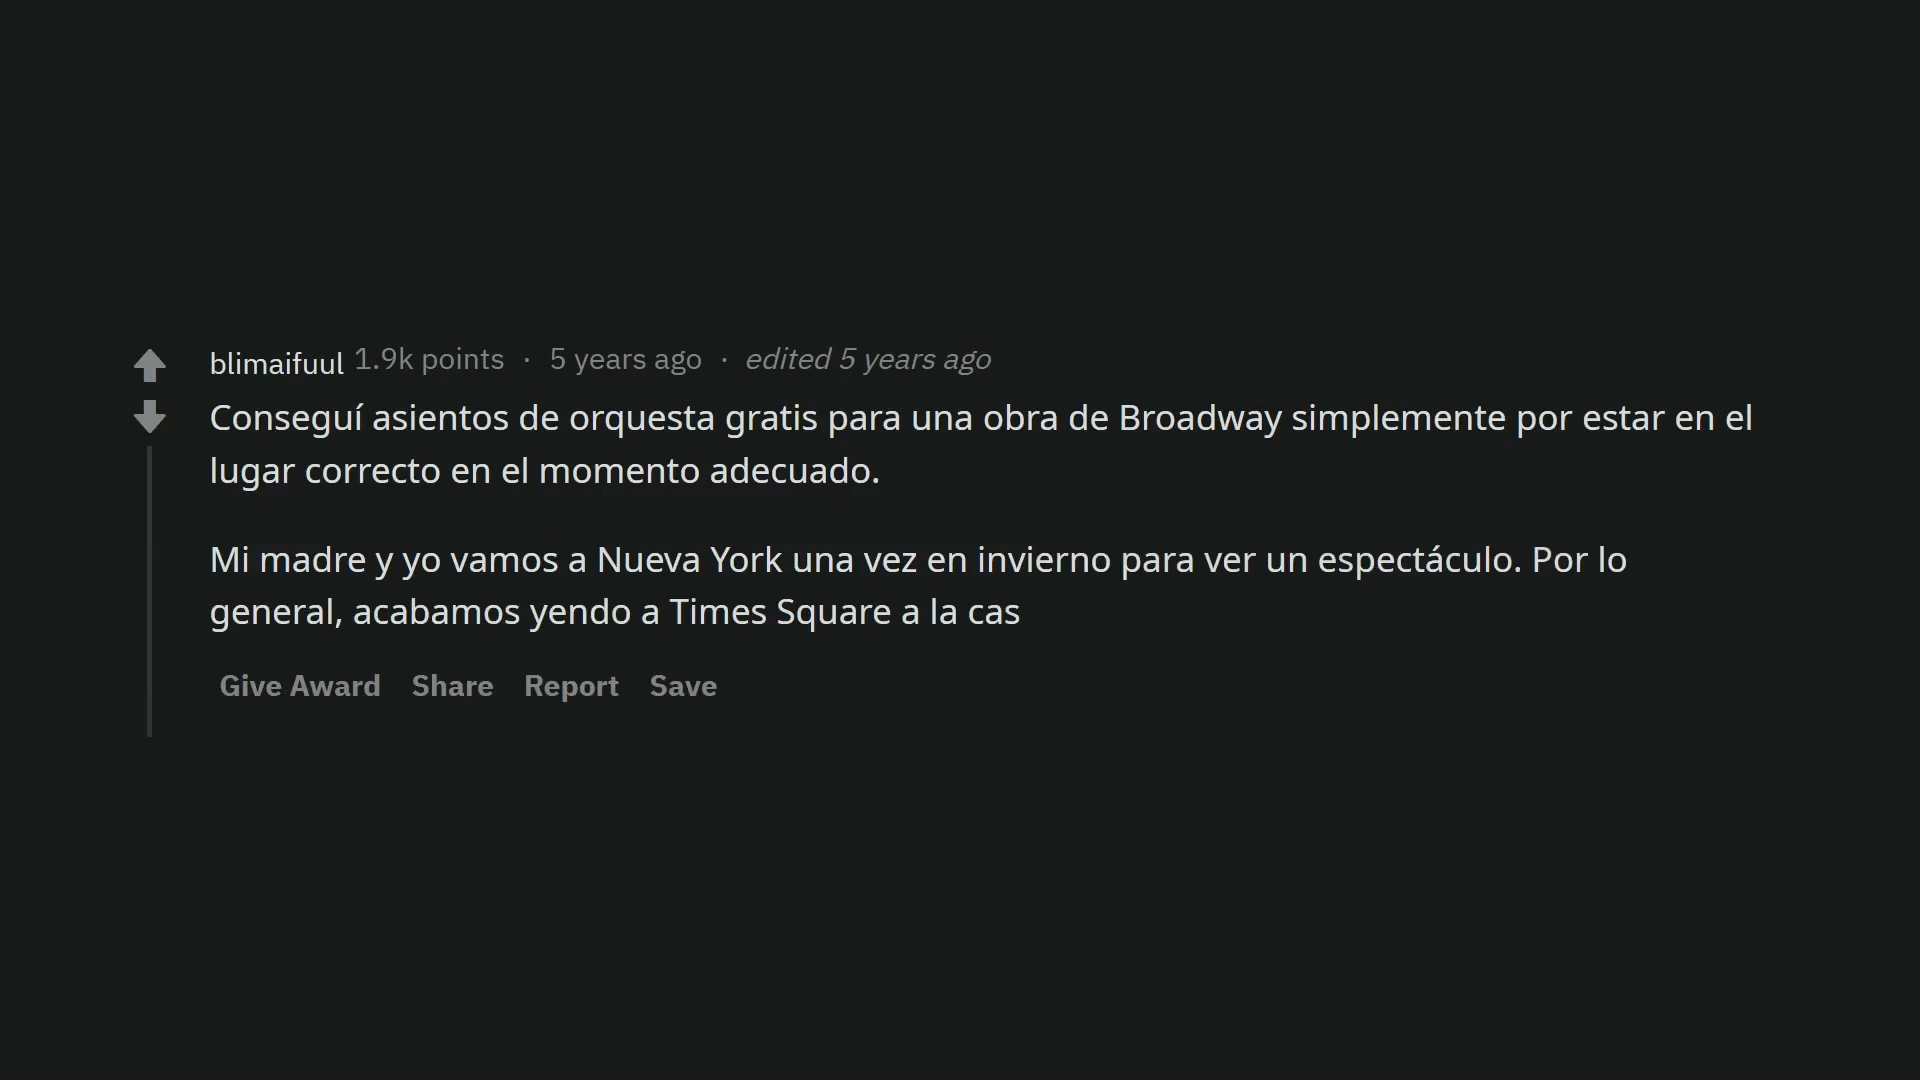 blimaifuul 1.9k points · 5 years ago · edited 5 years ago
Conseguí asientos de orquesta gratis para una obra de Broadway simplemente por estar en el
lugar correcto en el momento adecuado.
Mi madre y yo vamos a Nueva York una vez en invierno para ver un espectáculo. Por lo
general, acabamos yendo a Times Square a la cas
Give Award Share Report Save